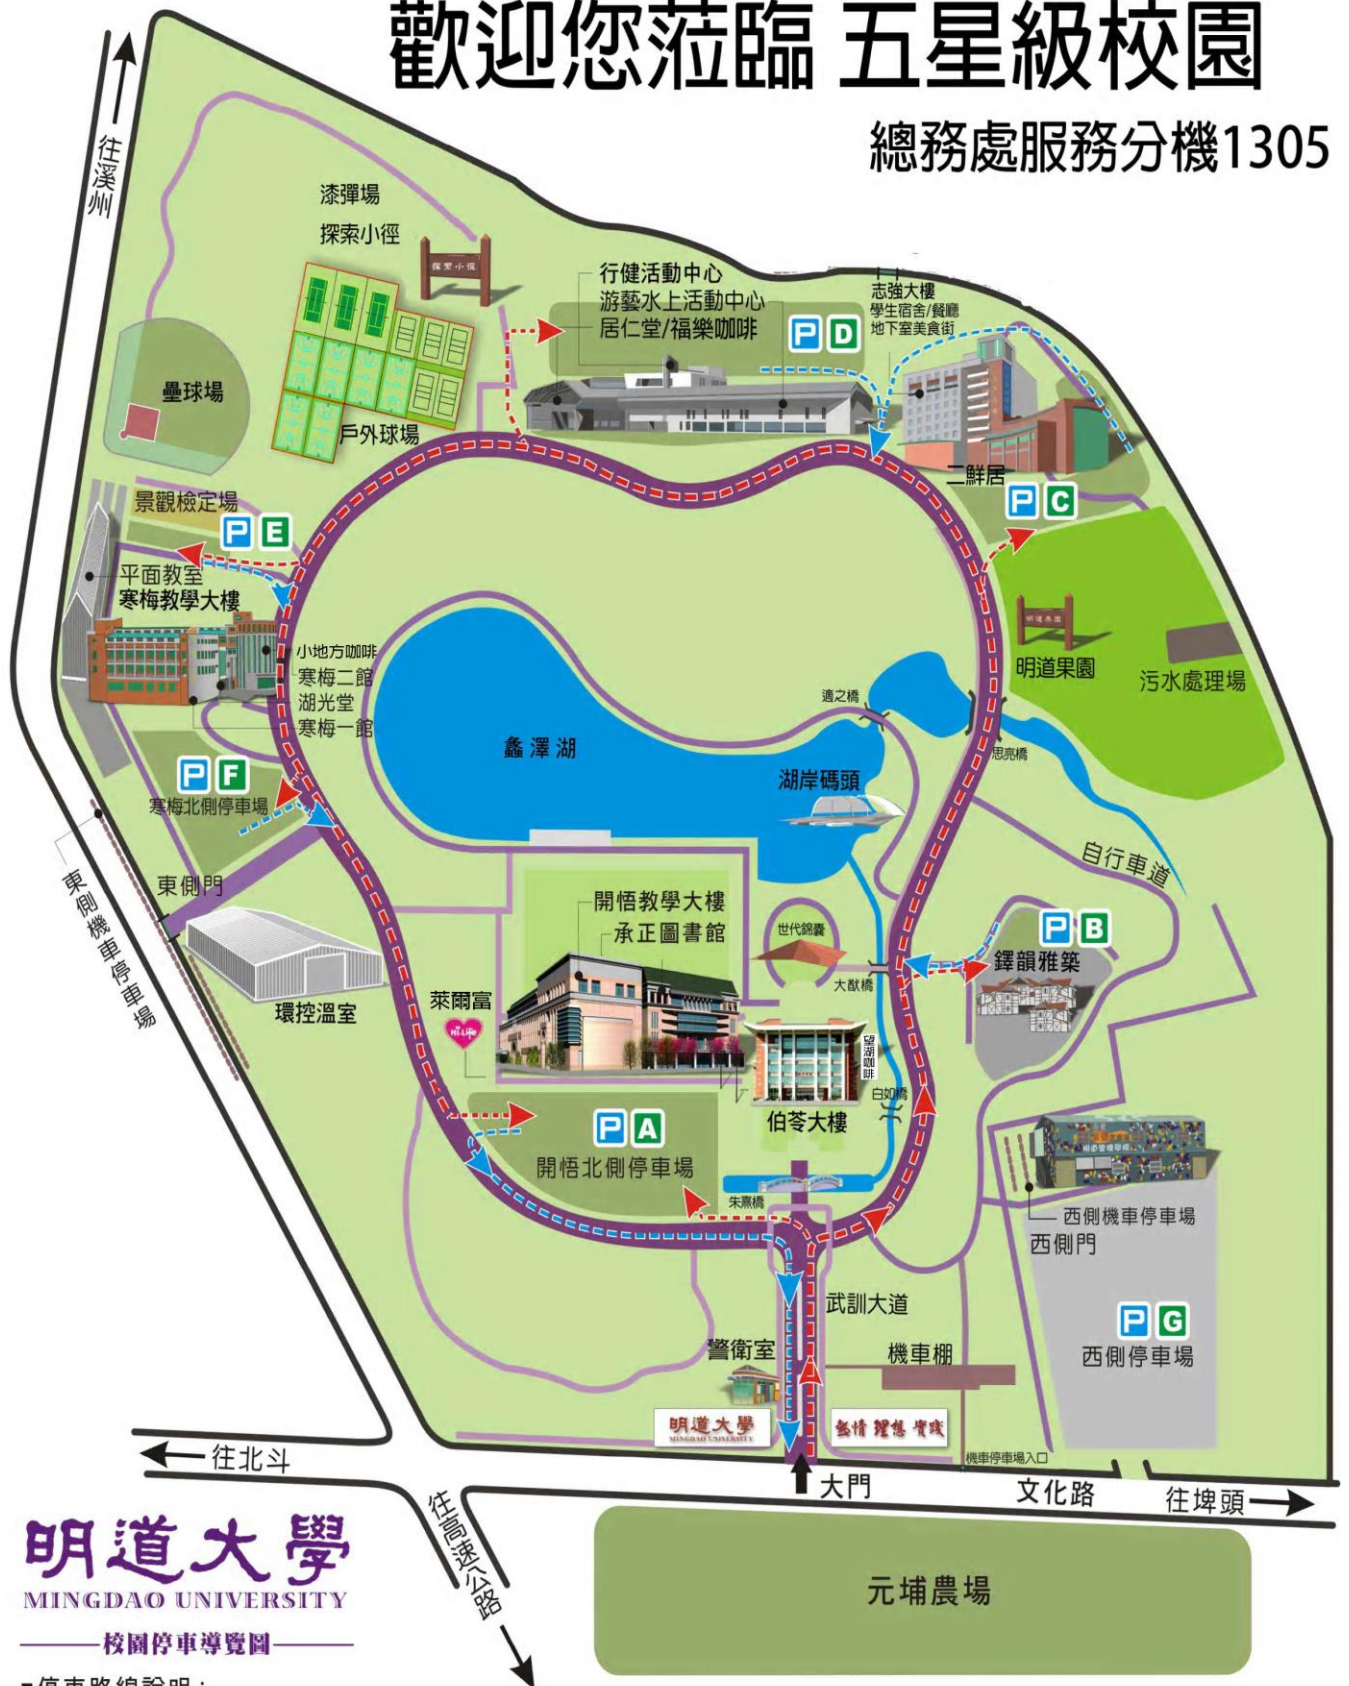 歡迎您蒞臨 五星級校園
總務處服務分機1305
往溪州
漆彈場
探索小徑
探索小徑
行健活動中心
游藝水上活動中心
居仁堂/福樂咖啡
P D
志強大樓
學生宿舍/餐廳
地下室美食街
壘球場
戶外球場
二鮮居
P C
景觀檢定場
P E
平面教室
寒梅教學大樓
小地方咖啡
寒梅二館
湖光堂
寒梅一館
明道果園
明道果園
污水處理場
適之橋
思亮橋
蠡澤湖
湖岸碼頭
P F
寒梅北側停車場
自行車道
東側門
東側機車停車場
開悟教學大樓
承正圖書館
世代錦囊
大猷橋
P B
鐸韻雅築
環控溫室
萊爾富
Hi-Life
望湖咖啡
白如橋
伯苓大樓
P A
開悟北側停車場
朱熹橋
西側機車停車場
西側門
武訓大道
P G
西側停車場
警衛室
機車棚
明道大學
MINGDAO UNIVERSITY
熱情 理想 實踐
機車停車場入口
往北斗
大門
文化路
往埤頭
往高速公路
元埔農場
明道大學
MINGDAO UNIVERSITY
校園停車導覽圖